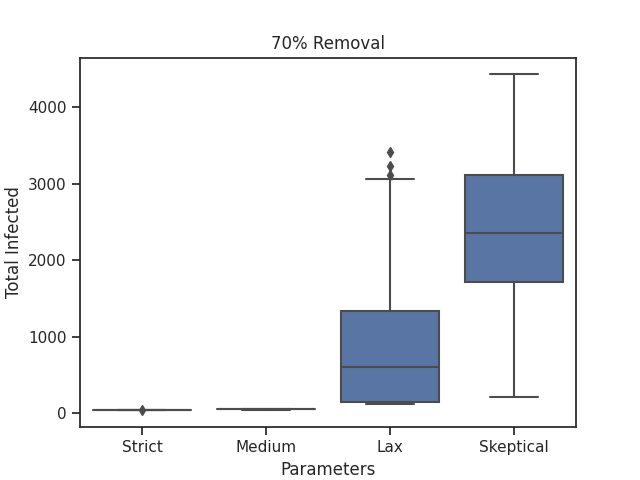 70% Removal
Total Infected
4000
3000
2000
1000
0
Strict
Medium
Lax
Skeptical
Parameters